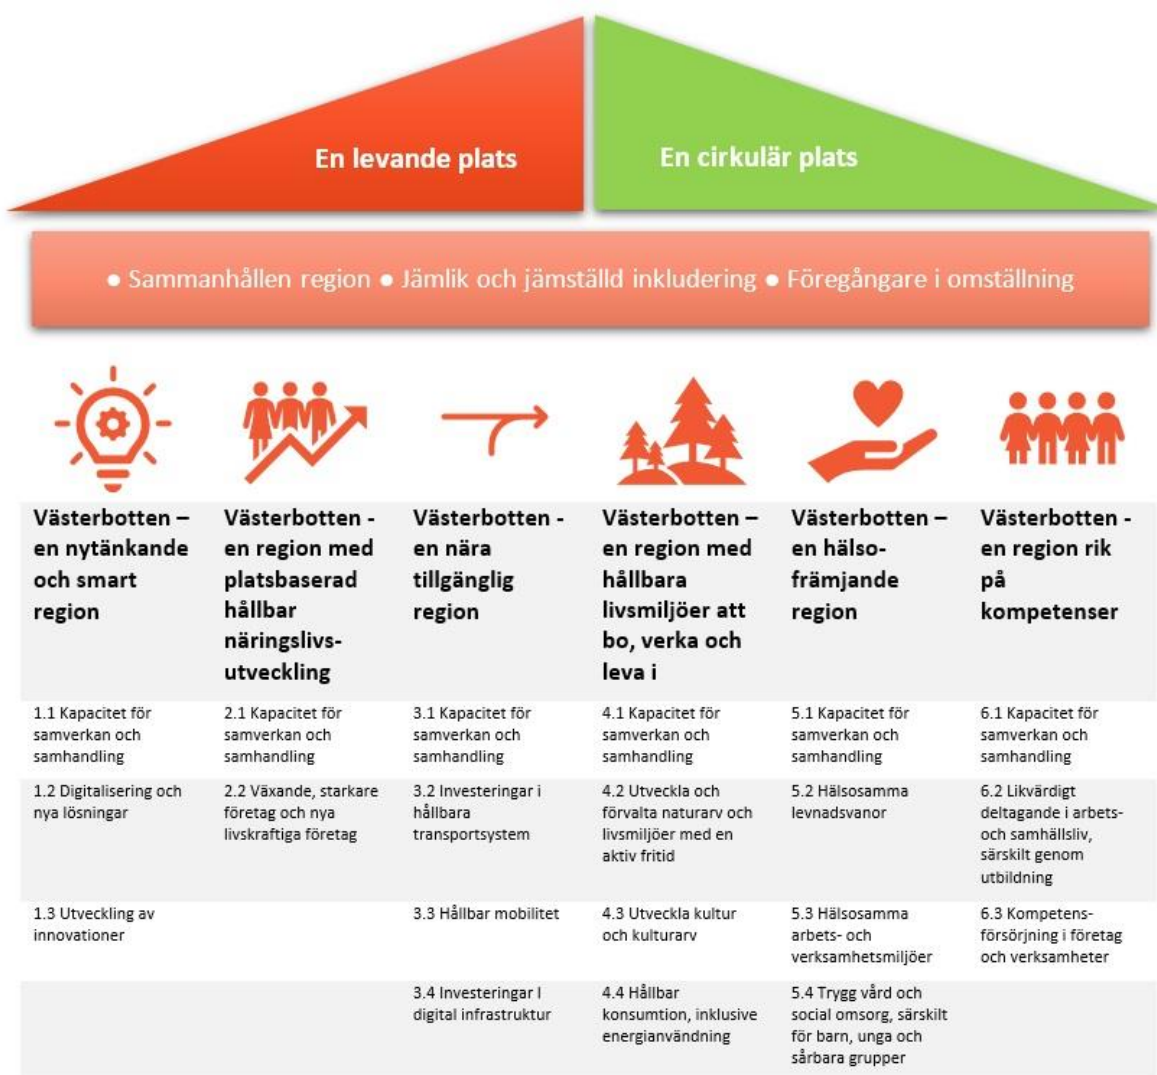 En levande plats
En cirkulär plats
● Sammanhållen region ● Jämlik och jämställd inkludering ● Föregångare i omställning
Västerbotten –
en nytänkande
och smart
region
Västerbotten -
en region med
platsbaserad
hållbar
näringslivs-
utveckling
Västerbotten -
en nära
tillgänglig
region
Västerbotten –
en region med
hållbara
livsmiljöer att
bo, verka och
leva i
Västerbotten –
en hälso-
främjande
region
Västerbotten -
en region rik
på
kompetenser
1.1 Kapacitet för
samverkan och
samhandling
2.1 Kapacitet för
samverkan och
samhandling
3.1 Kapacitet för
samverkan och
samhandling
4.1 Kapacitet för
samverkan och
samhandling
5.1 Kapacitet för
samverkan och
samhandling
6.1 Kapacitet för
samverkan och
samhandling
1.2 Digitalisering och
nya lösningar
2.2 Växande, starkare
företag och nya
livskraftiga företag
3.2 Investeringar i
hållbara
transportsystem
4.2 Utveckla och
förvalta naturarv och
livsmiljöer med en
aktiv fritid
5.2 Hälsosamma
levnadsvanor
6.2 Likvärdigt
deltagande i arbets-
och samhällsliv,
särskilt genom
utbildning
1.3 Utveckling av
innovationer
3.3 Hållbar mobilitet
4.3 Utveckla kultur
och kulturarv
5.3 Hälsosamma
arbets- och
verksamhetsmiljöer
6.3 Kompetens-
försörjning i företag
och verksamheter
3.4 Investeringar I
digital infrastruktur
4.4 Hållbar
konsumtion, inklusive
energianvändning
5.4 Trygg vård och
social omsorg, särskilt
för barn, unga och
sårbara grupper